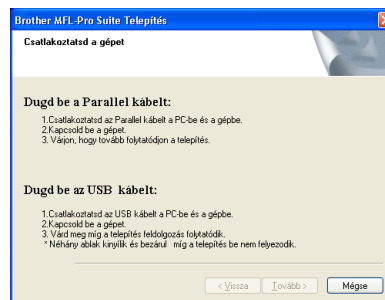 Brother MFL-Pro Suite Telepítés
Csatlakoztatsd a gépet
Dugd be a Parallel kábelt:
1.Csatlakoztatsd az Parallel kábelt a PC-be és a gépbe.
2.Kapcsold be a gépet.
3. Várjon, hogy tovább folytatódjon a telepítés.
Dugd be az USB kábelt:
1.Csatlakoztatsd az USB kábelt a PC-be és a gépbe.
2.Kapcsold be a gépet.
3. Várd meg míg a telepítés feldolgozás folytatódik.
* Néhány ablak kinyílik és bezárul míg a telepítés be nem felyezodik.
< Vissza Tovább > Mégse